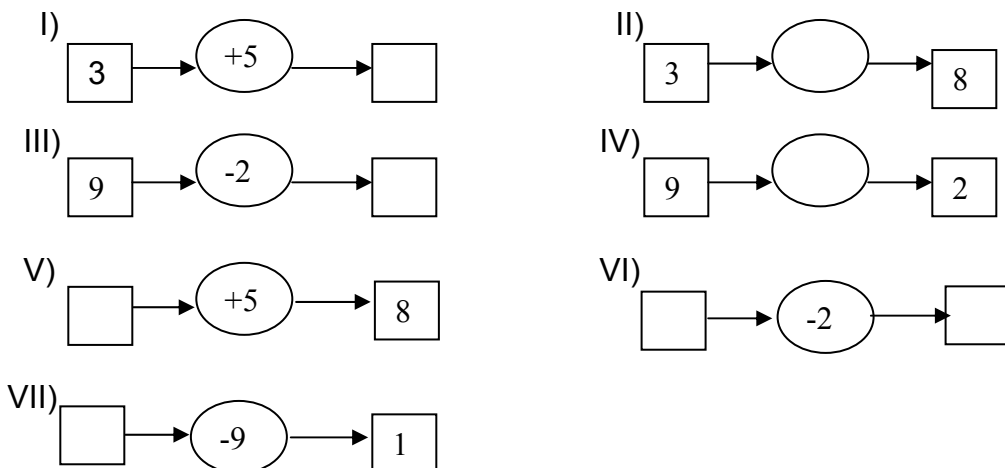 I) 3 +5
II) 3 8
III) 9 -2
IV) 9 2
V) +5 8
VI) -2
VII) -9 1